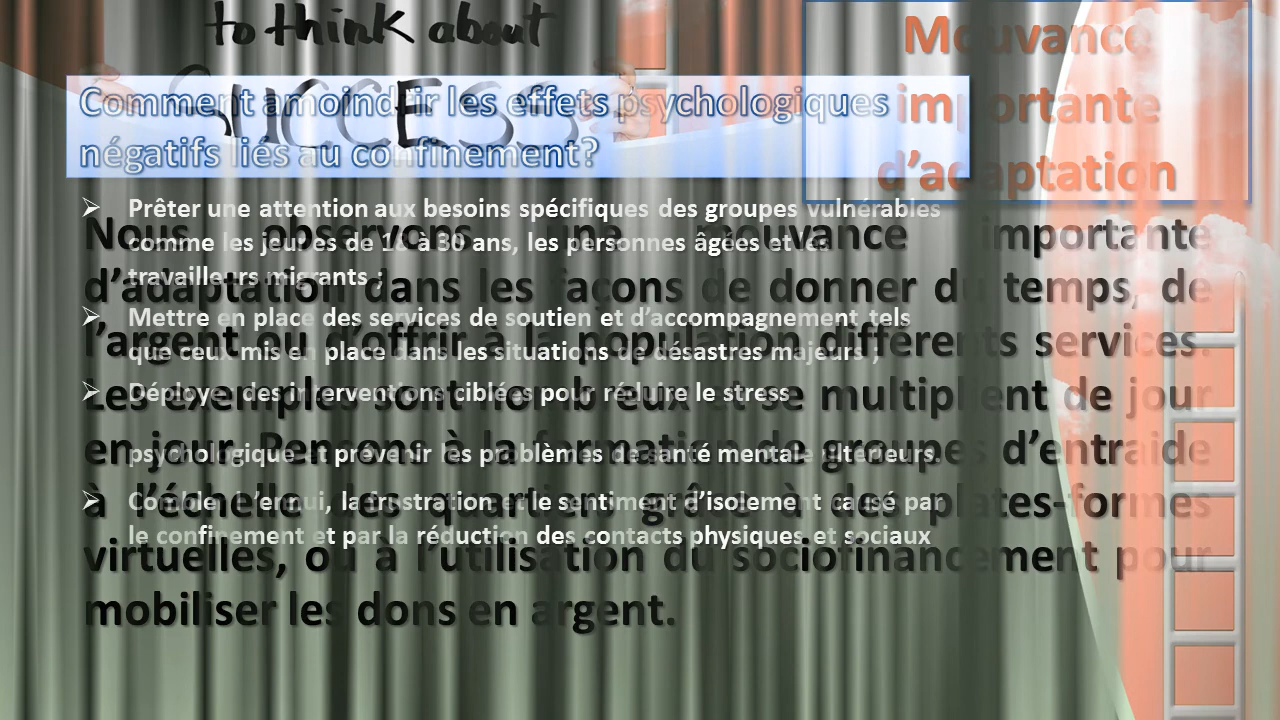 to think about
SUCCESS
Mouvance
importante
d'adaptation
Comment amoindrir les effets psychologiques
négatifs liés au confinement?
Prêter une attention aux besoins spécifiques des groupes vulnérables
comme les jeunes de à 30 ans, les personnes âgées et les
travailleurs migrants ;
Mettre en place des services de soutien et d'accompagnement tels
que ceux mis en place dans les situations de désastres majeurs ;
Déployer des interventions ciblées pour réduire le stress
psychologique et prévenir les problèmes de santé mentale ultérieurs.
Combler l'ennui, la frustration et le sentiment d'isolement causé par
le confinement et par la réduction des contacts physiques et sociaux
Nous observons une mouvance importante
d'adaptation dans les façons de donner du temps, de
l'argent ou d'offrir à la population différents services.
Les exemples sont nombreux et se multiplient de jour
en jour. Pensons à la formation de groupes d'entraide
à l'échelle des quartiers grâce à des plates-formes
virtuelles, ou à l'utilisation du sociofinancement pour
mobiliser les dons en argent.